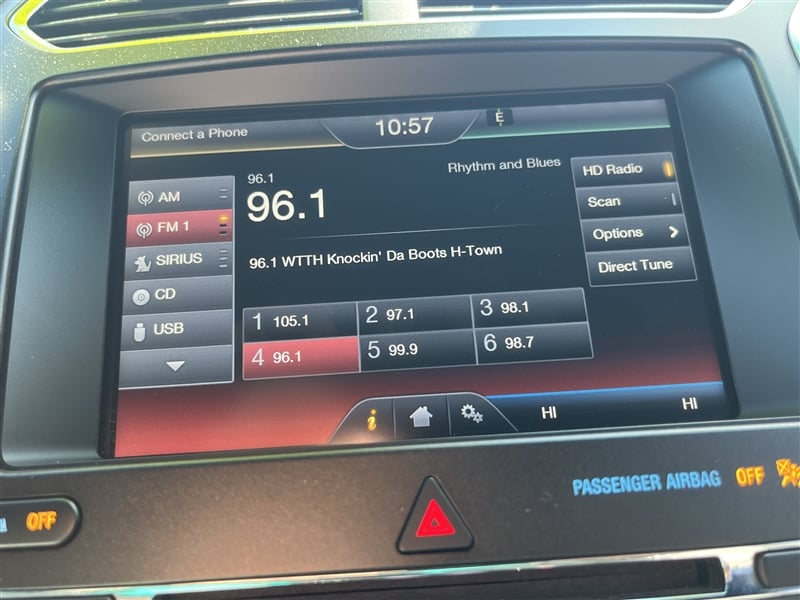 Connect a Phone
10:57
E
96.1
Rhythm and Blues
96.1
96.1 WTTH Knockin' Da Boots H-Town
AM
FM 1
SIRIUS
CD
USB
HD Radio
Scan
Options
Direct Tune
1 105.1
2 97.1
3 98.1
4 96.1
5 99.9
6 98.7
i
HI
HI
PASSENGER AIRBAG OFF
OFF